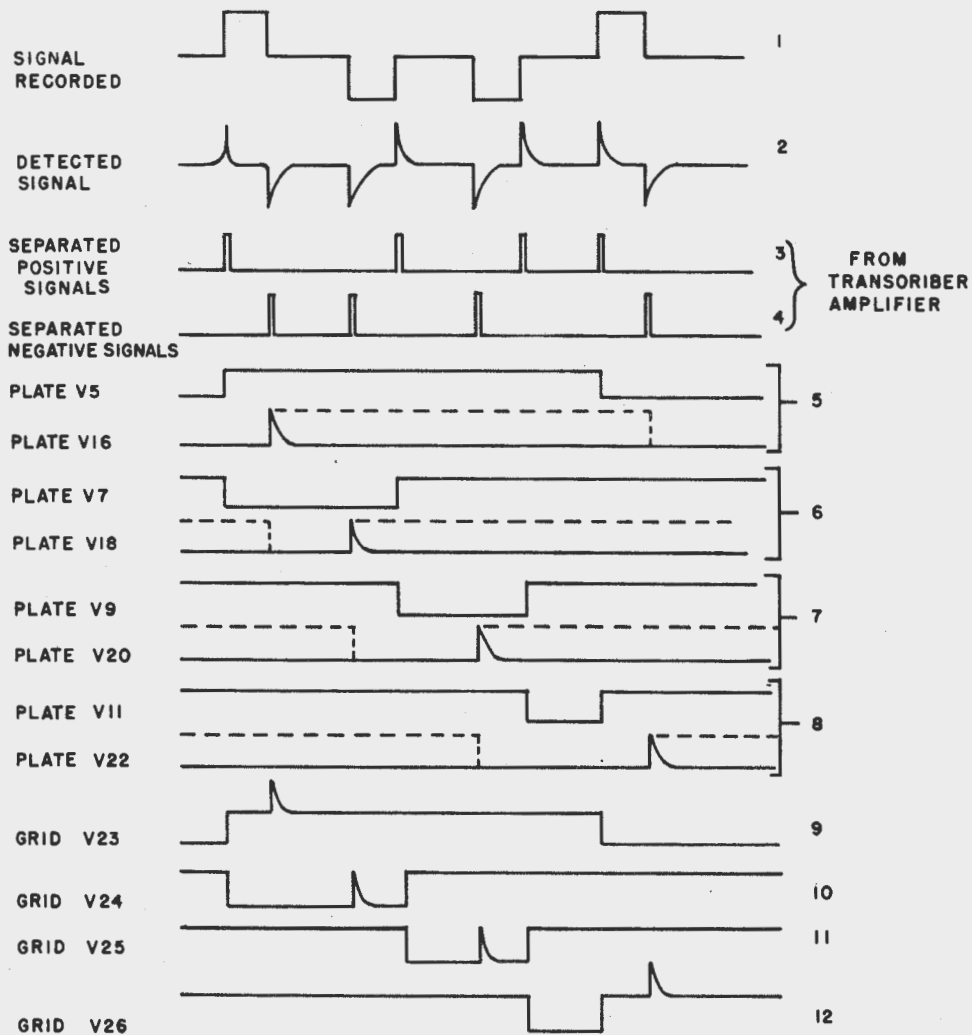 1
SIGNAL
RECORDED
2
DETECTED
SIGNAL
SEPARATED
POSITIVE
SIGNALS
3
SEPARATED
NEGATIVE SIGNALS
4
FROM
TRANSORIBER
AMPLIFIER
PLATE V5
5
PLATE V16
PLATE V7
6
PLATE V18
PLATE V9
7
PLATE V20
PLATE V11
8
PLATE V22
GRID V23
9
GRID V24
10
GRID V25
11
GRID V26
12